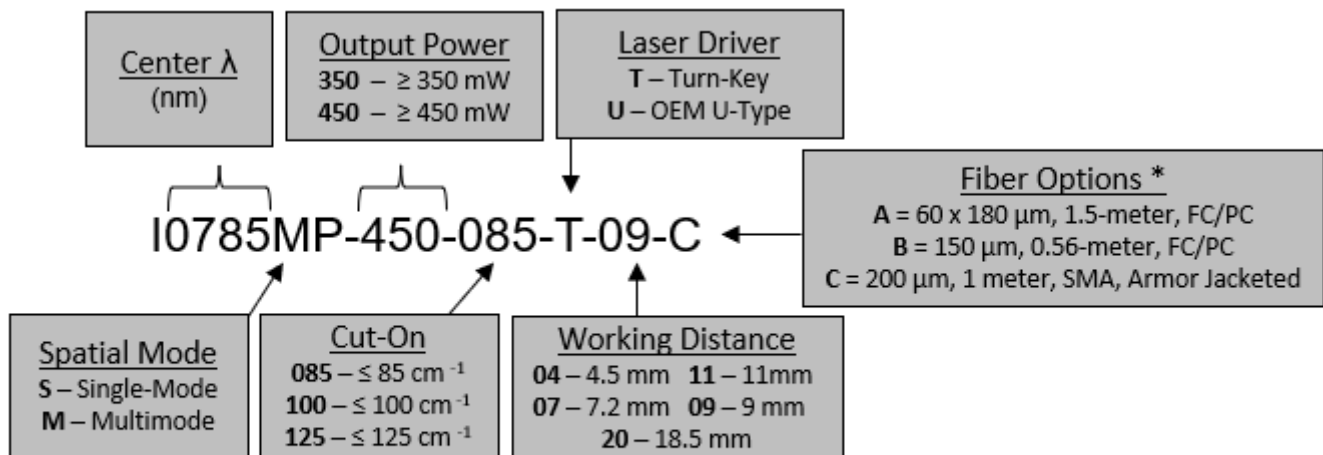 Center λ
(nm)
Output Power
350 – ≥ 350 mW
450 – ≥ 450 mW
Laser Driver
T – Turn-Key
U – OEM U-Type
I0785MP-450-085-T-09-C
Fiber Options *
A = 60 x 180 µm, 1.5-meter, FC/PC
B = 150 µm, 0.56-meter, FC/PC
C = 200 µm, 1 meter, SMA, Armor Jacketed
Spatial Mode
S – Single-Mode
M – Multimode
Cut-On
085 – ≤ 85 cm ⁻¹
100 – ≤ 100 cm ⁻¹
125 – ≤ 125 cm ⁻¹
Working Distance
04 – 4.5 mm 11 – 11mm
07 – 7.2 mm 09 – 9 mm
20 – 18.5 mm